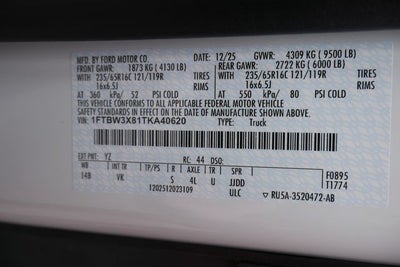 MFD. BY FORD MOTOR CO. 12/25 GVWR: 4309 KG ( 9500 LB)
FRONT GAWR: 1873 KG ( 4130 LB) REAR GAWR: 2722 KG ( 6000 LB)
WITH WITH
235/65R16C 121/119R TIRES 235/65R16C 121/119R TIRES
16x6.5J RIMS 16x6.5J RIMS
AT 360 kPa/ 52 PSI COLD AT 550 kPa/ 80 PSI COLD
THIS VEHICLE CONFORMS TO ALL APPLICABLE FEDERAL MOTOR VEHICLE
SAFETY STANDARDS IN EFFECT ON THE DATE OF MANUFACTURE SHOWN ABOVE.
VIN: 1FTBW3X81TKA40620 TYPE: Truck
EXT PNT: YZ RC: 44 DSO: F0895
T1774
WB INT TR TP/PS R AXLE TR SPR
148 VK S 4L J JJDD
1202512023109 ULC ▽ RU5A-3520472-AB